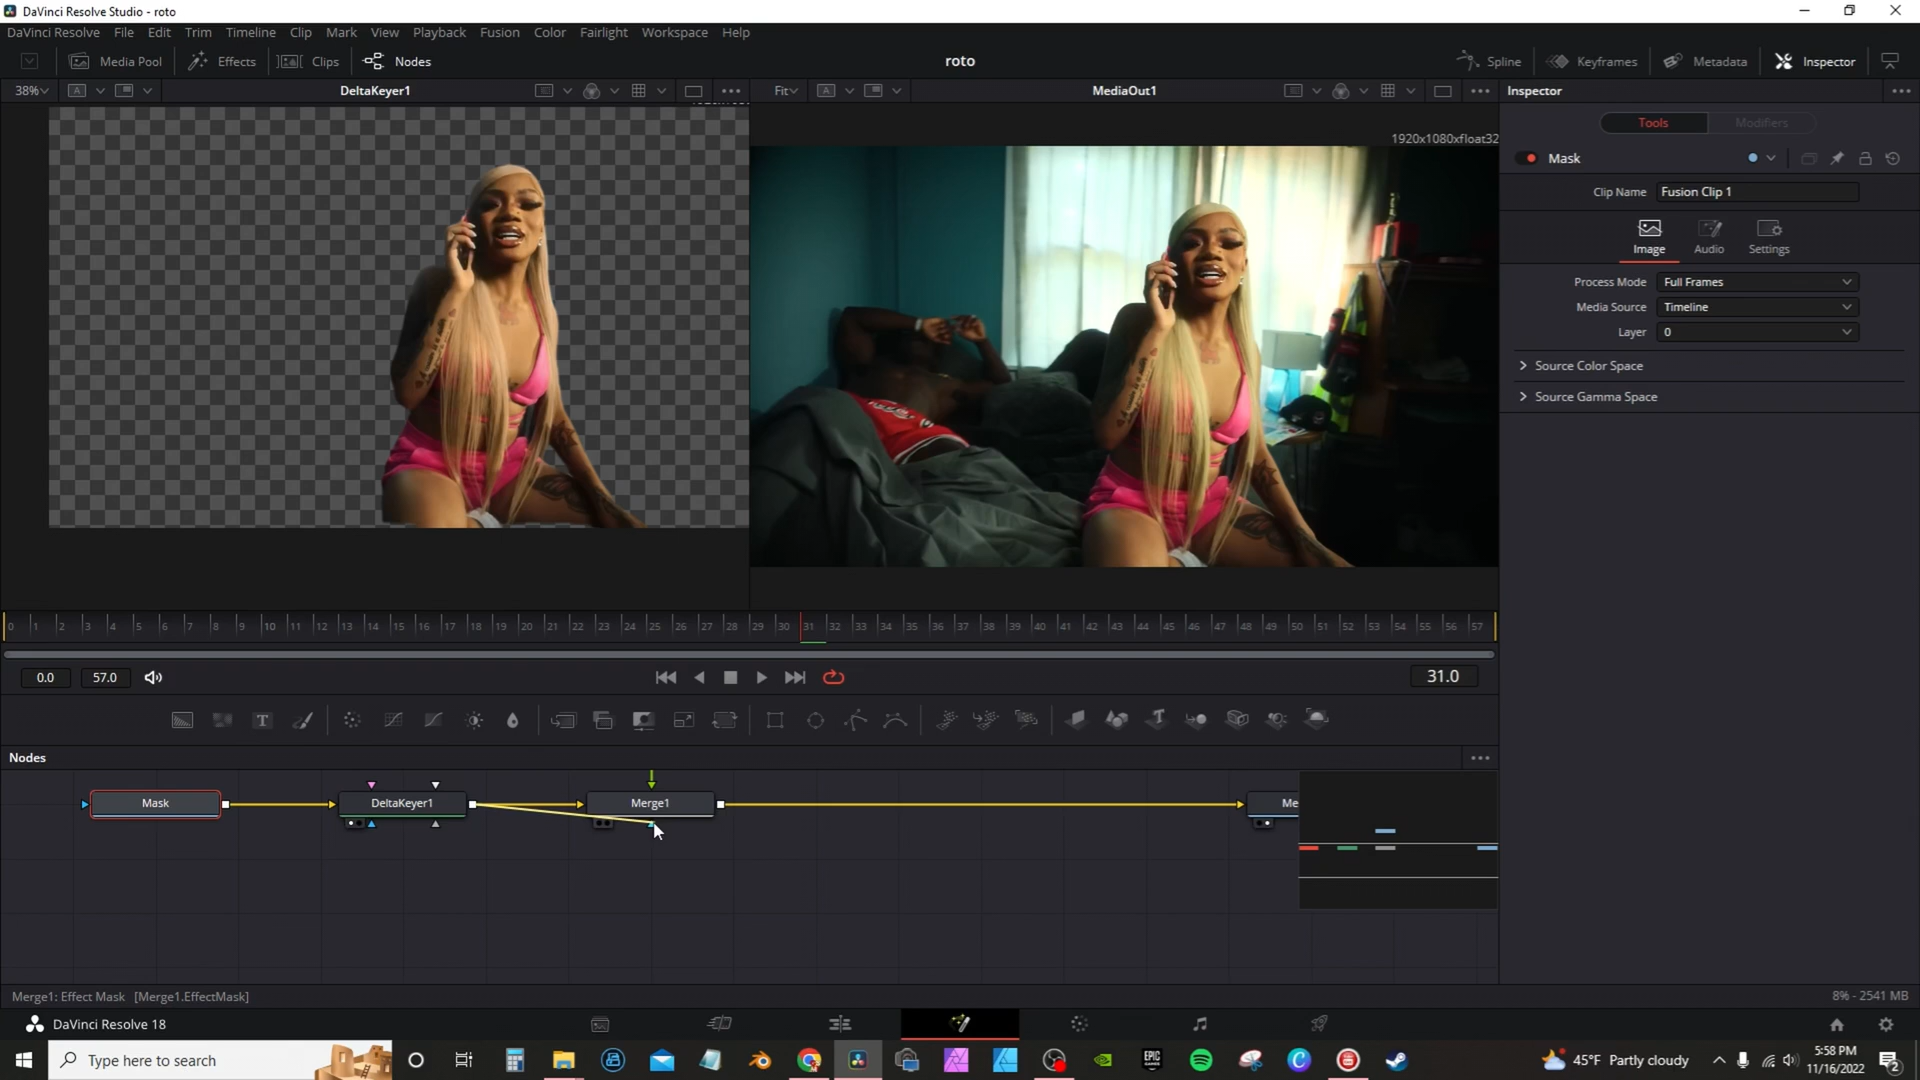 DaVinci Resolve Studio - roto
DaVinci Resolve File Edit Trim Timeline Clip Mark View Playback Fusion Color Fairlight Workspace Help
Media Pool Effects Clips Nodes roto Spline Keyframes Metadata Inspector
38% A DeltaKeyer1 Fit A MediaOut1 Inspector
1920x1080xfloat32
Tools Modifiers
Mask
Clip Name Fusion Clip 1
Image Audio Settings
Process Mode Full Frames
Media Source Timeline
Layer 0
Source Color Space
Source Gamma Space
0 1 2 3 4 5 6 7 8 9 10 11 12 13 14 15 16 17 18 19 20 21 22 23 24 25 26 27 28 29 30 31 32 33 34 35 36 37 38 39 40 41 42 43 44 45 46 47 48 49 50 51 52 53 54 55 56 57
0.0 57.0 31.0
Nodes
Mask DeltaKeyer1 Merge1 Me
Merge1: Effect Mask [Merge1.EffectMask] 8% - 2541 MB
DaVinci Resolve 18
Type here to search 45°F Partly cloudy 5:58 PM
11/16/2022
2